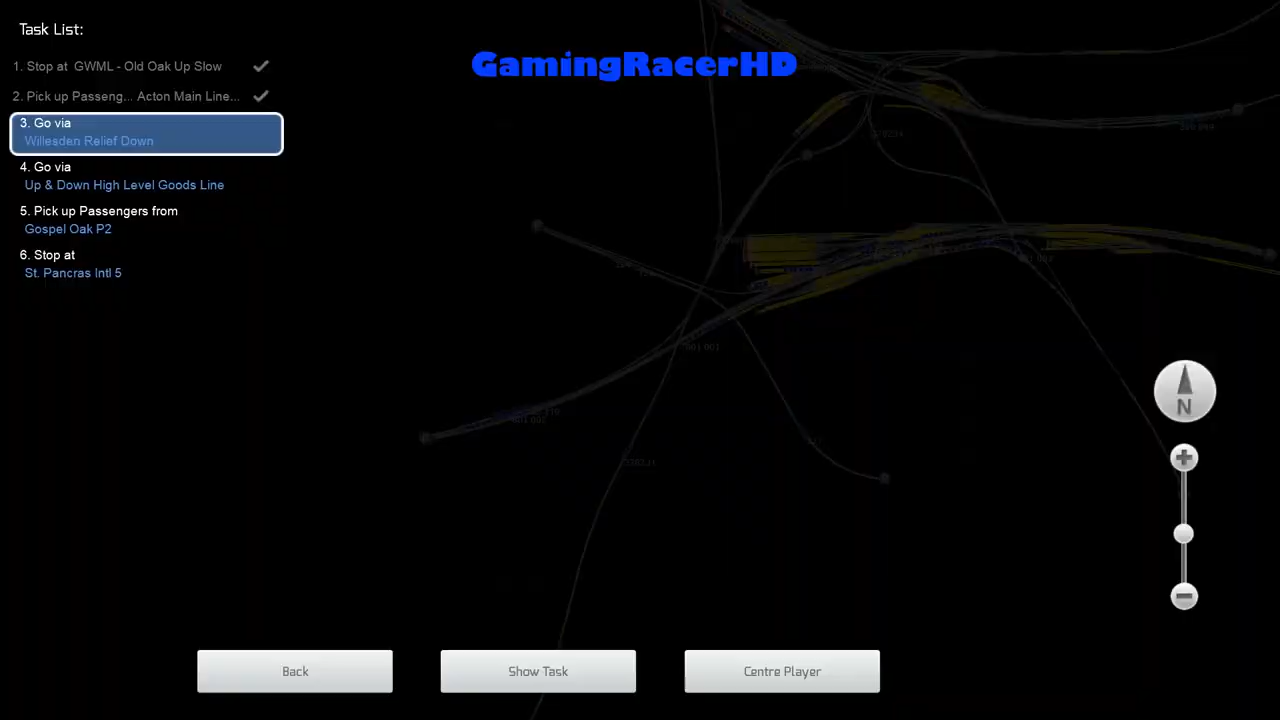 Task List:
GamingRacerHD
1. Stop at GWML - Old Oak Up Slow
2. Pick up Passeng... Acton Main Line...
3. Go via
Willesden Relief Down
4. Go via
Up & Down High Level Goods Line
5. Pick up Passengers from
Gospel Oak P2
6. Stop at
St. Pancras Intl 5
N
Back
Show Task
Centre Player